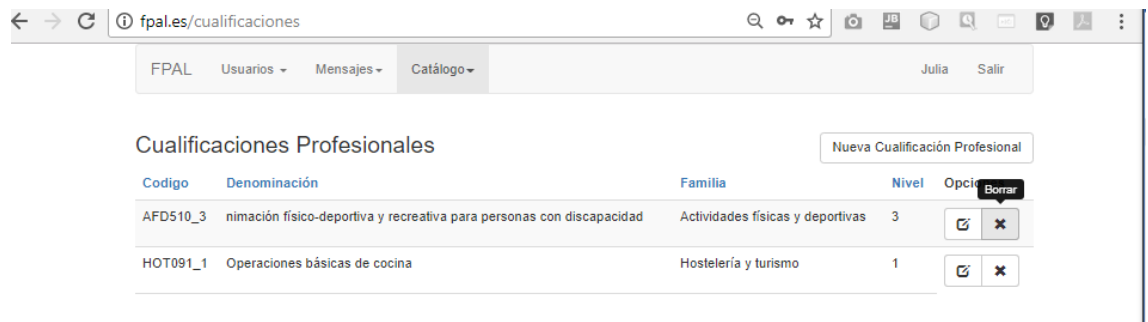 fpal.es/cualificaciones
FPAL Usuarios Mensajes Catálogo Julia Salir
Cualificaciones Profesionales Nueva Cualificación Profesional
Codigo Denominación Familia Nivel
Borrar
AFD510_3 nimación físico-deportiva y recreativa para personas con discapacidad Actividades físicas y deportivas 3
HOT091_1 Operaciones básicas de cocina Hostelería y turismo 1